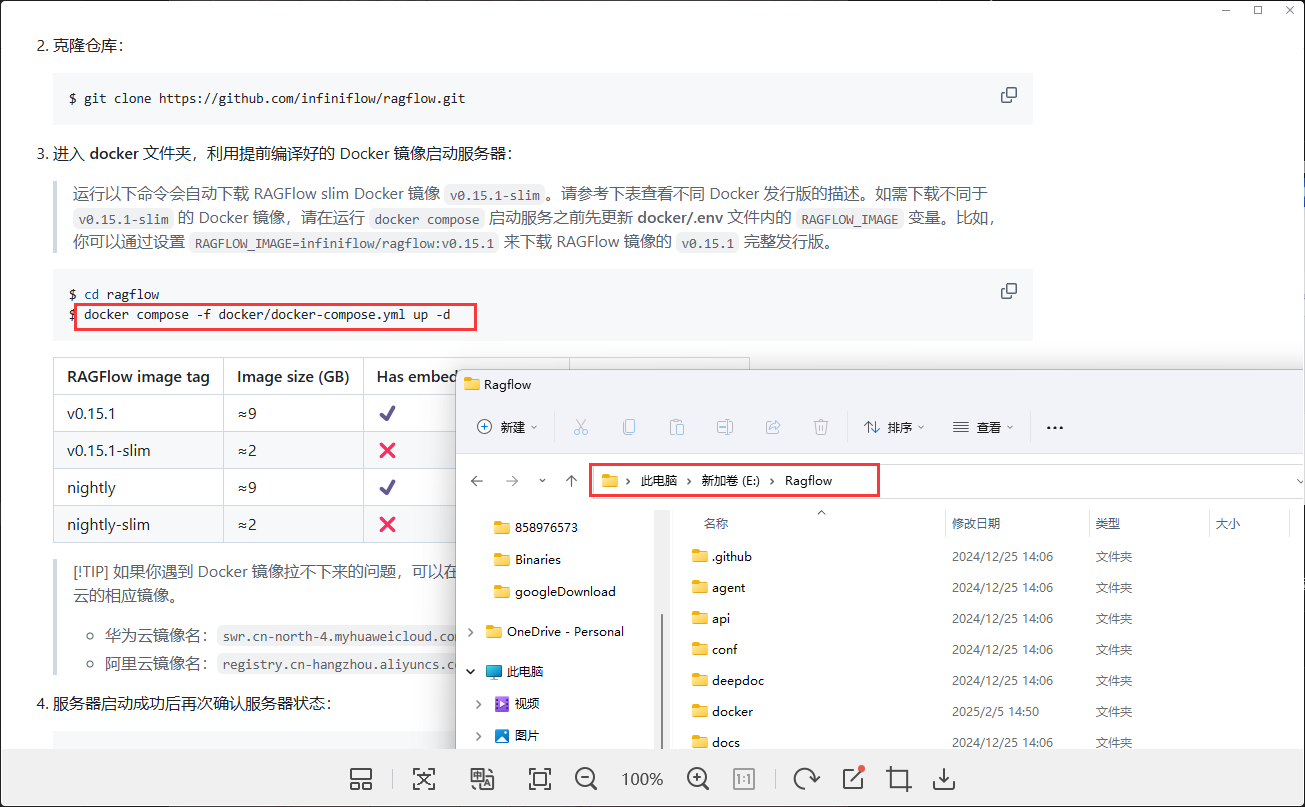 2. 克隆仓库：
$ git clone https://github.com/infiniflow/ragflow.git
3. 进入 docker 文件夹，利用提前编译好的 Docker 镜像启动服务器：
运行以下命令会自动下载 RAGFlow slim Docker 镜像 v0.15.1-slim 。请参考下表查看不同 Docker 发行版的描述。如需下载不同于
v0.15.1-slim 的 Docker 镜像，请在运行 docker compose 启动服务之前先更新 docker/.env 文件内的 RAGFLOW_IMAGE 变量。比如，
你可以通过设置 RAGFLOW_IMAGE=infiniflow/ragflow:v0.15.1 来下载 RAGFlow 镜像的 v0.15.1 完整发行版。
$ cd ragflow
$ docker compose -f docker/docker-compose.yml up -d
RAGFlow image tag Image size (GB) Has embed
v0.15.1 ≈9 ✔
v0.15.1-slim ≈2 ❌
nightly ≈9 ✔
nightly-slim ≈2 ❌
[!TIP] 如果你遇到 Docker 镜像拉不下来的问题，可以在
云的相应镜像。
华为云镜像名： swr.cn-north-4.myhuaweicloud.co
阿里云镜像名： registry.cn-hangzhou.aliyuncs.c
4. 服务器启动成功后再次确认服务器状态：
Ragflow
新建 排序 查看 ···
此电脑 › 新加卷 (E:) › Ragflow
858976573
Binaries
googleDownload
OneDrive - Personal
此电脑
视频
图片
名称 修改日期 类型 大小
.github 2024/12/25 14:06 文件夹
agent 2024/12/25 14:06 文件夹
api 2024/12/25 14:06 文件夹
conf 2024/12/25 14:06 文件夹
deepdoc 2024/12/25 14:06 文件夹
docker 2025/2/5 14:50 文件夹
docs 2024/12/25 14:06 文件夹
100% 1:1